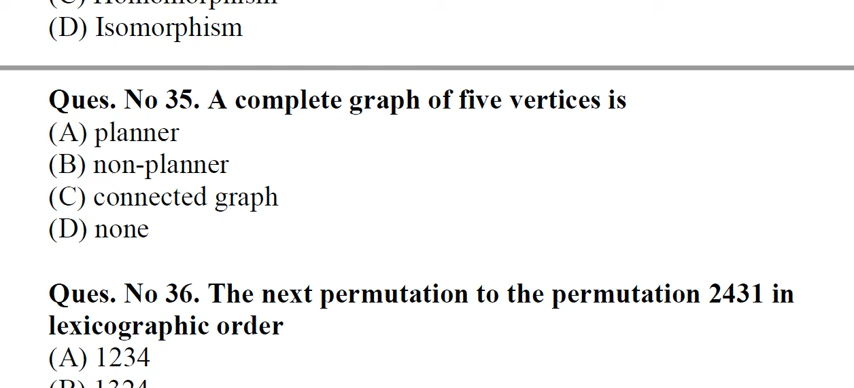 (D) Isomorphism
Ques. No 35. A complete graph of five vertices is
(A) planner
(B) non-planner
(C) connected graph
(D) none
Ques. No 36. The next permutation to the permutation 2431 in
lexicographic order
(A) 1234